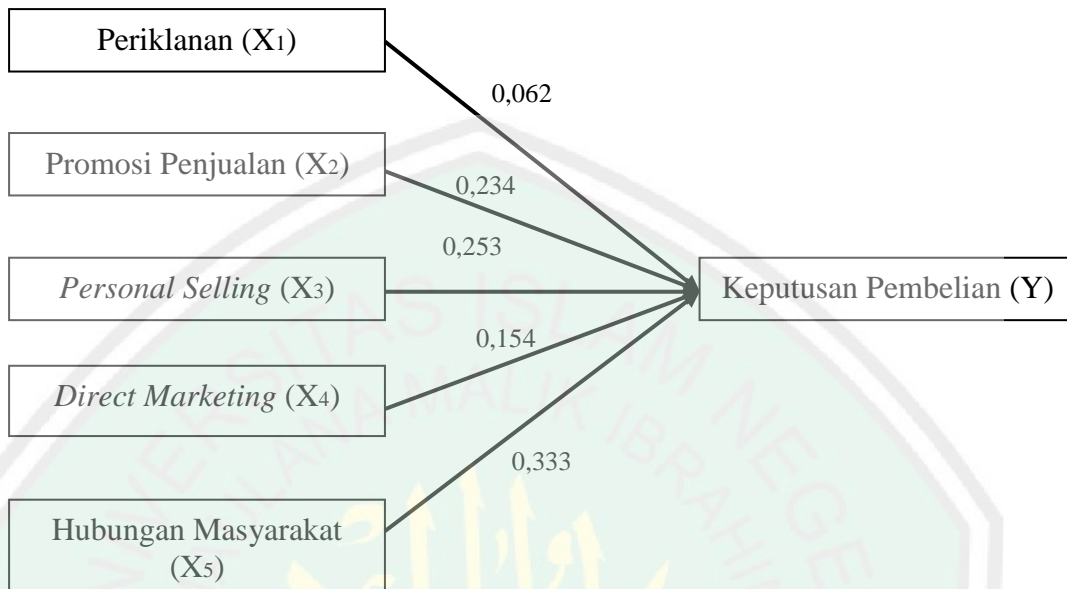 Periklanan (X1)
0,062
Promosi Penjualan (X2)
0,234
0,253
Personal Selling (X3)
Keputusan Pembelian (Y)
0,154
Direct Marketing (X4)
0,333
Hubungan Masyarakat
(X5)